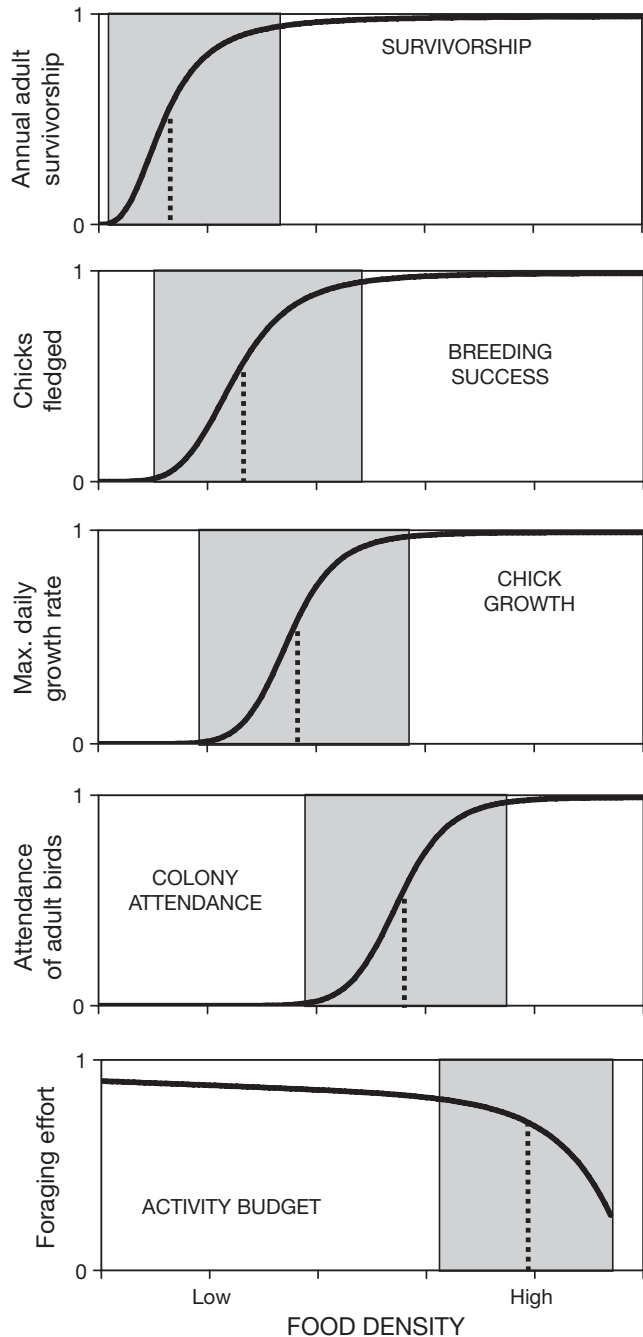 1
Annual adult
survivorship
SURVIVORSHIP
0
1
Chicks
fledged
BREEDING
SUCCESS
0
1
Max. daily
growth rate
CHICK
GROWTH
0
1
Attendance
of adult birds
COLONY
ATTENDANCE
0
1
Foraging effort
ACTIVITY BUDGET
0
Low High
FOOD DENSITY